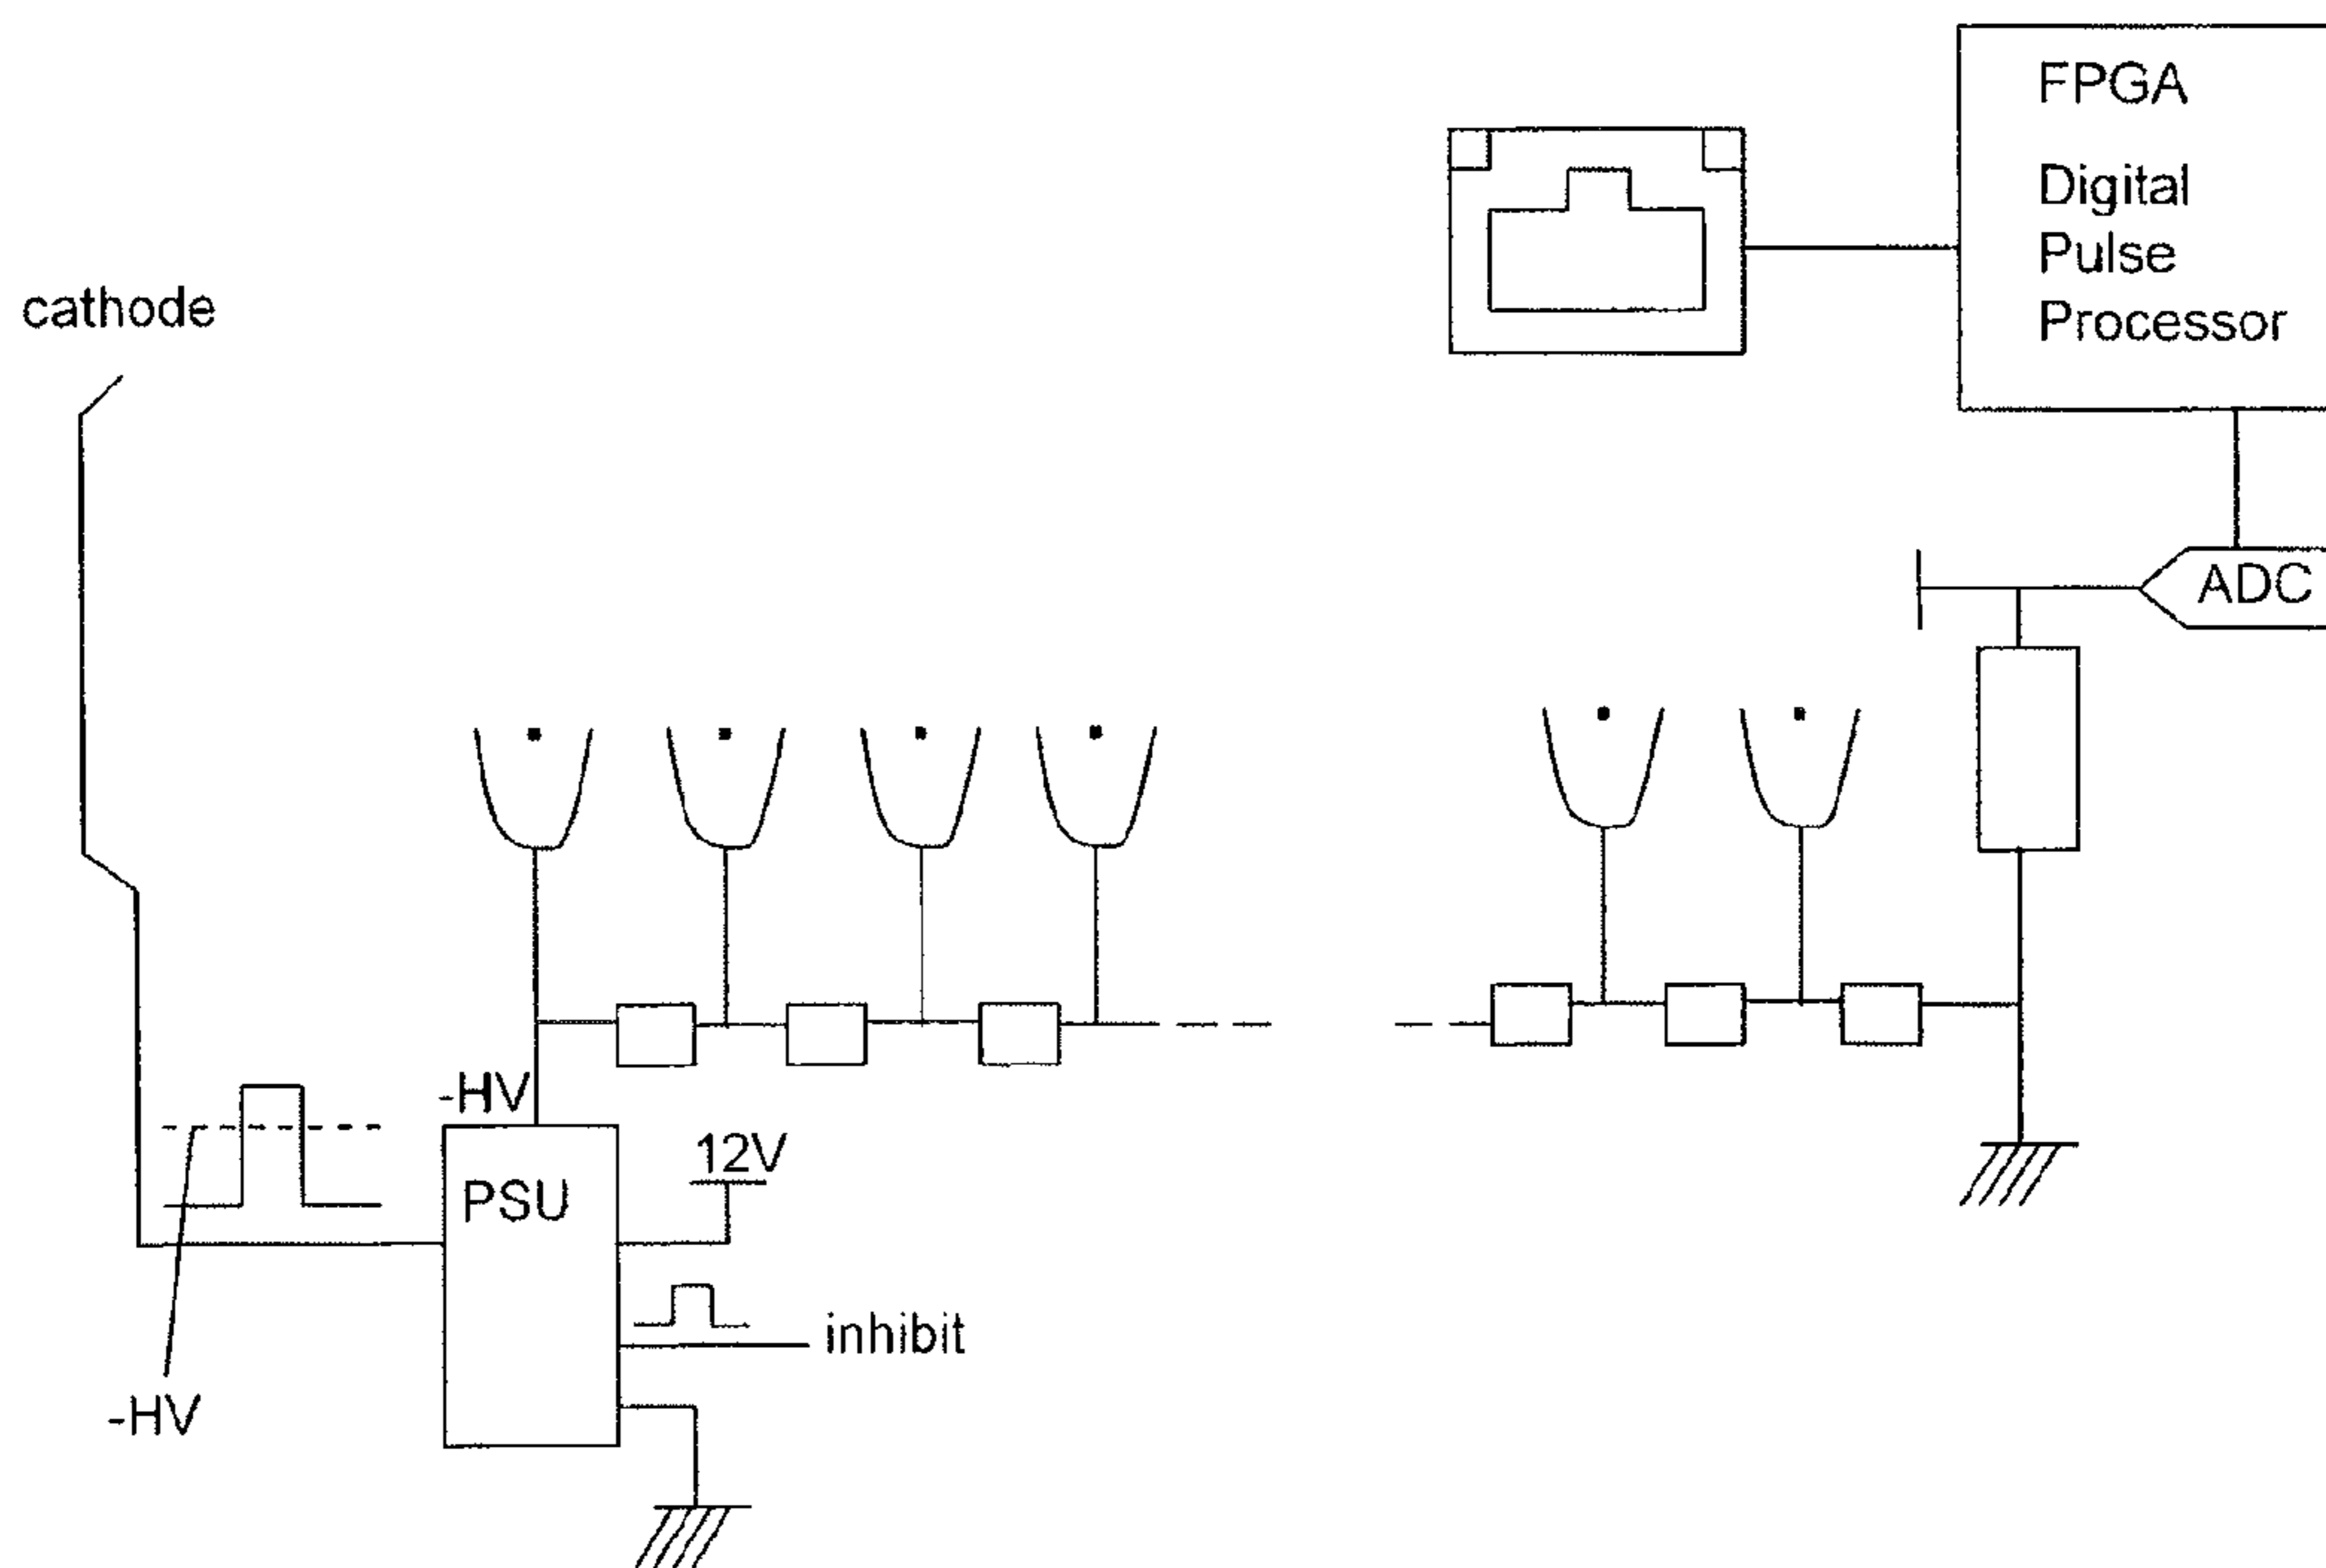 FPGA
Digital
Pulse
Processor
cathode
ADC
-HV
12V
PSU
inhibit
-HV